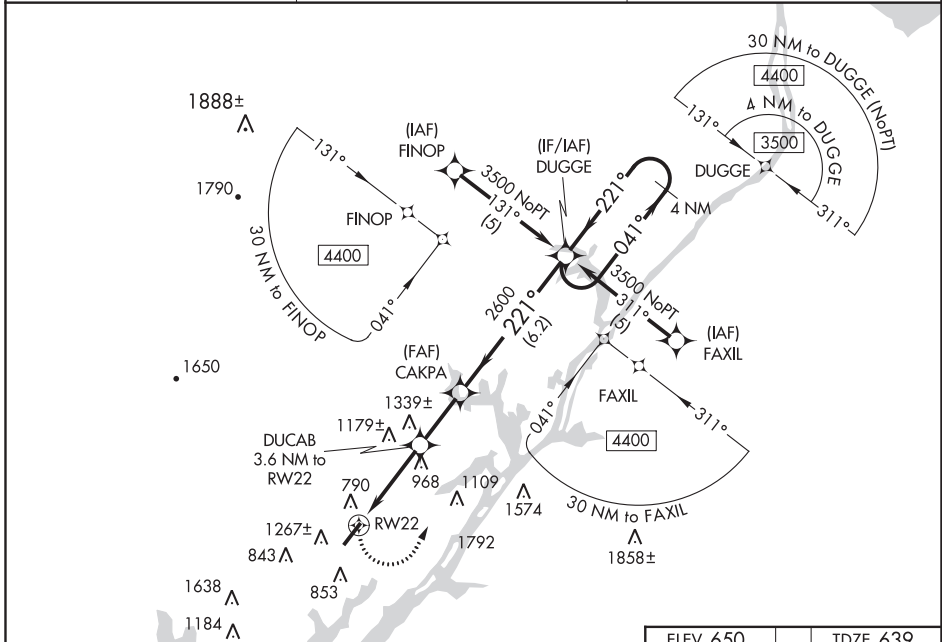 30 NM to DUGGE (NoPT)
4400
4 NM to DUGGE
131°
3500
DUGGE
311°
1888±
(IAF)
FINOP
(IF/IAF)
DUGGE
131°
3500 NoPT
131°
(5)
221°
041°
4 NM
1790
FINOP
4400
30 NM to FINOP
041°
3500 NoPT
311°
(5)
(IAF)
FAXIL
2600
221°
(6.2)
(FAF)
CAKPA
1650
FAXIL
041°
311°
4400
30 NM to FAXIL
1339±
1179±
DUCAB
3.6 NM to
RW22
968
1109
1574
790
RW22
1267±
1792
1858±
843
853
1638
1184
ELEV 650
TDZE 639